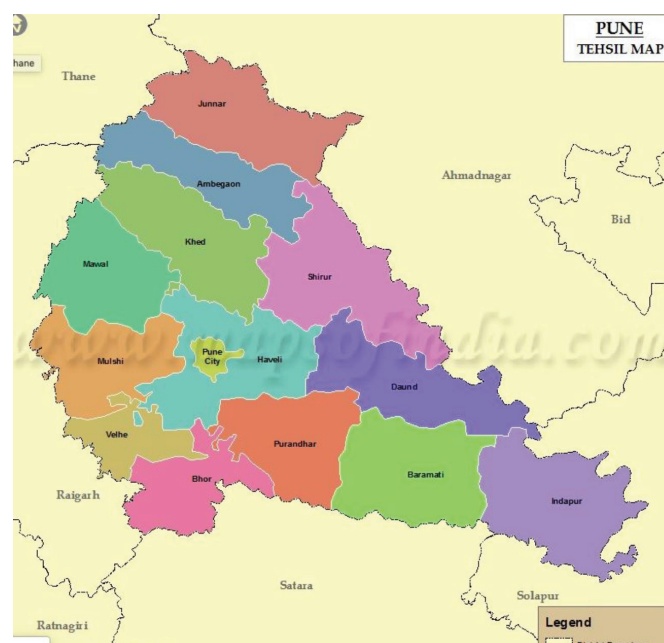 PUNE
TEHSIL MAP
hane
Thane
Junnar
Ahmadnagar
Ambegaon
Bid
Khed
Mawal
Shirur
www.mapsofindia.com
Pune
City
Haveli
Mulshi
Daund
Velhe
Purandhar
Baramati
Bhor
Raigarh
Indapur
Satara
Solapur
Ratnagiri
Legend